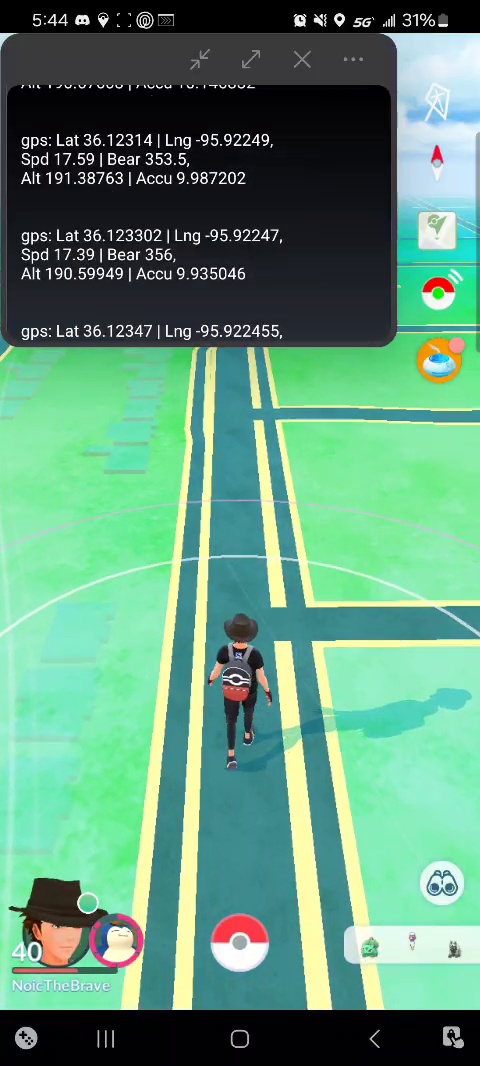 5:44
5G
31%
gps: Lat 36.12314 | Lng -95.92249,
Spd 17.59 | Bear 353.5,
Alt 191.38763 | Accu 9.987202
gps: Lat 36.123302 | Lng -95.92247,
Spd 17.39 | Bear 356,
Alt 190.59949 | Accu 9.935046
gps: Lat 36.12347 | Lng -95.922455,
40
NoicTheBrave